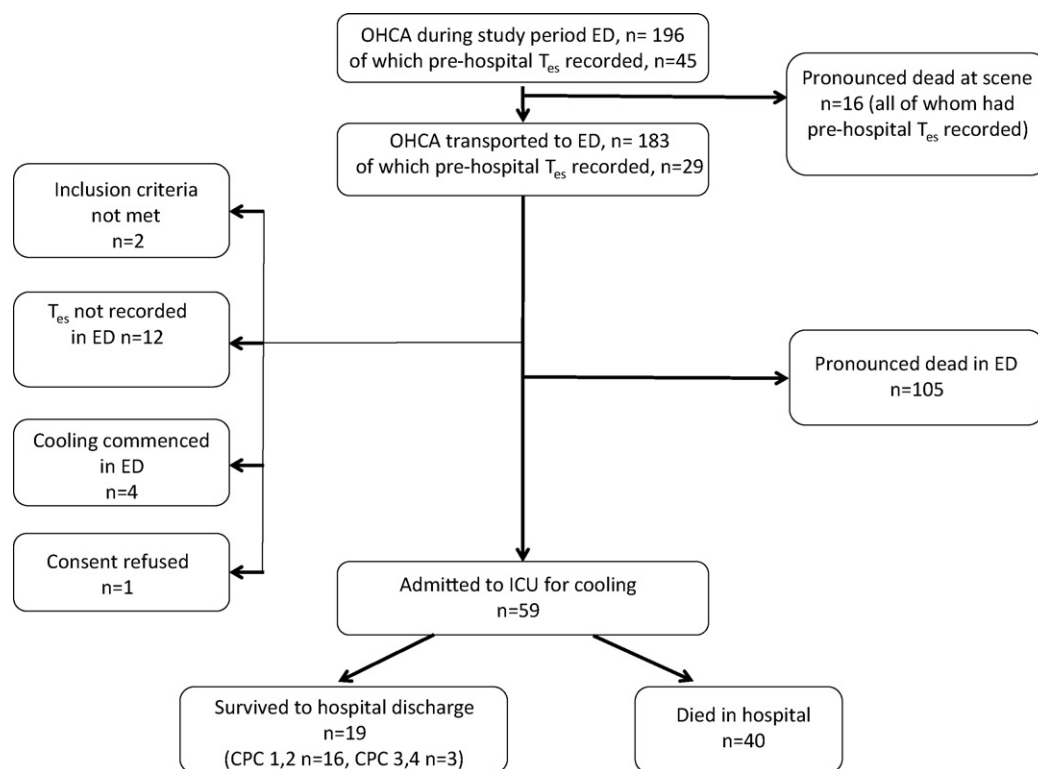 OHCA during study period ED, n= 196
of which pre-hospital Tes recorded, n=45
Pronounced dead at scene
n=16 (all of whom had
pre-hospital Tes recorded)
OHCA transported to ED, n= 183
of which pre-hospital Tes recorded, n=29
Inclusion criteria
not met
n=2
Tes not recorded
in ED n=12
Pronounced dead in ED
n=105
Cooling commenced
in ED
n=4
Consent refused
n=1
Admitted to ICU for cooling
n=59
Survived to hospital discharge
n=19
(CPC 1,2 n=16, CPC 3,4 n=3)
Died in hospital
n=40